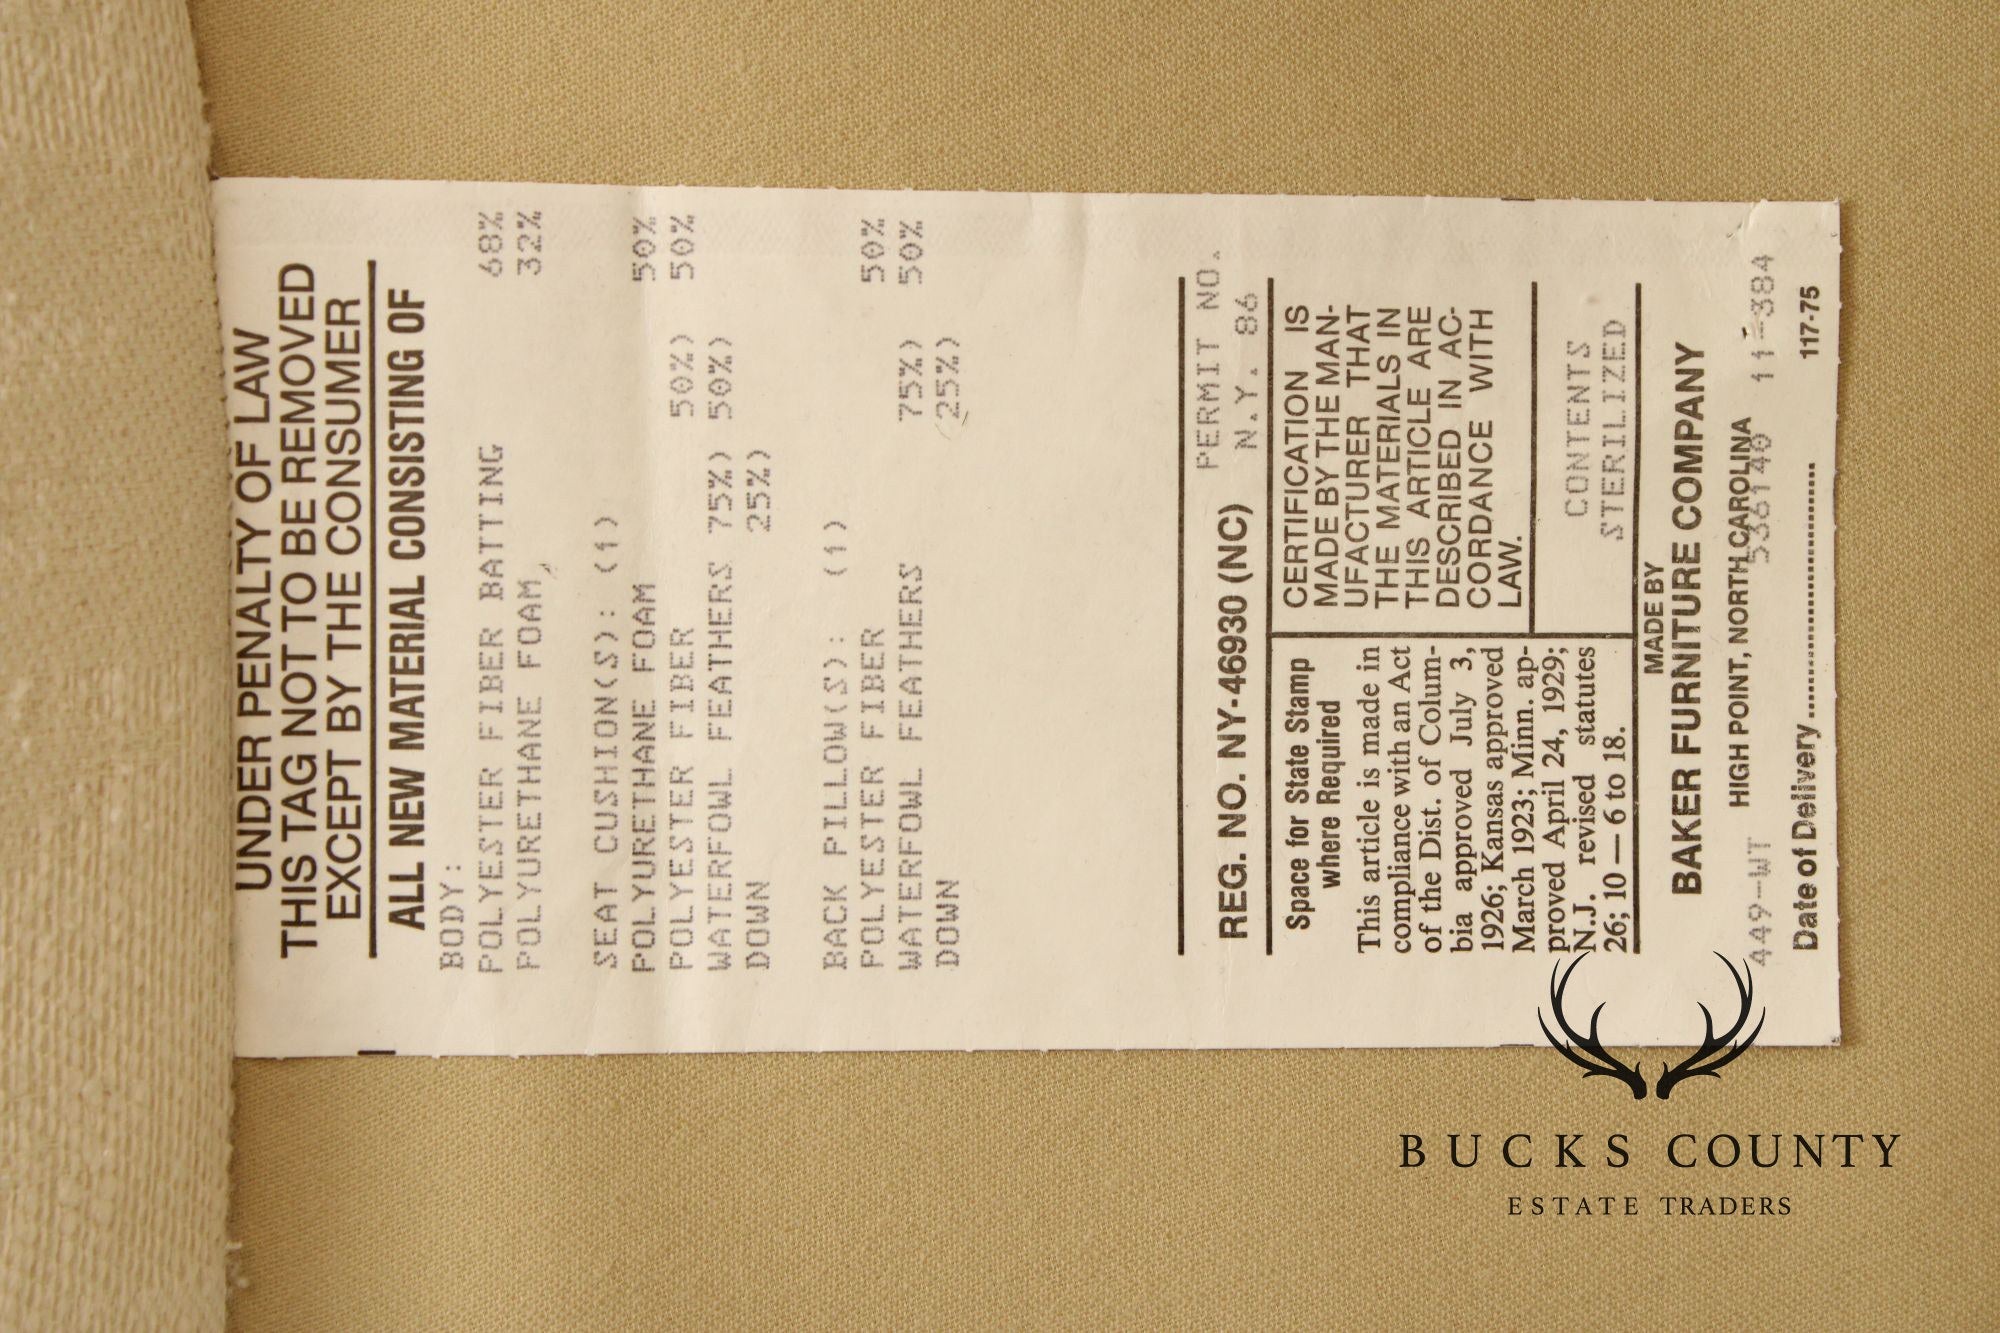 UNDER PENALTY OF LAW
THIS TAG NOT TO BE REMOVED
EXCEPT BY THE CONSUMER
ALL NEW MATERIAL CONSISTING OF
BODY:
POLYESTER FIBER BATTING 68%
POLYURETHANE FOAM 32%
SEAT CUSHION(S): (1)
POLYURETHANE FOAM 50%
POLYESTER FIBER 50%) 50%
WATERFOWL FEATHERS 75%) 50%)
DOWN 25%)
BACK PILLOW(S): (1)
POLYESTER FIBER 50%
WATERFOWL FEATHERS 75%) 50%
DOWN 25%)
PERMIT NO.
REG. NO. NY-46930 (NC) N.Y. 86
Space for State Stamp
where Required
This article is made in
compliance with an Act
of the Dist. of Colum-
bia approved July 3,
1926; Kansas approved
March 1923; Minn. ap-
proved April 24, 1929;
N.J. revised statutes
26; 10 — 6 to 18.
CERTIFICATION IS
MADE BY THE MAN-
UFACTURER THAT
THE MATERIALS IN
THIS ARTICLE ARE
DESCRIBED IN AC-
CORDANCE WITH
LAW.
CONTENTS
STERILIZED
MADE BY
BAKER FURNITURE COMPANY
HIGH POINT, NORTH CAROLINA
449-WT 536140 11-384
Date of Delivery.............................. 117-75
BUCKS COUNTY
ESTATE TRADERS